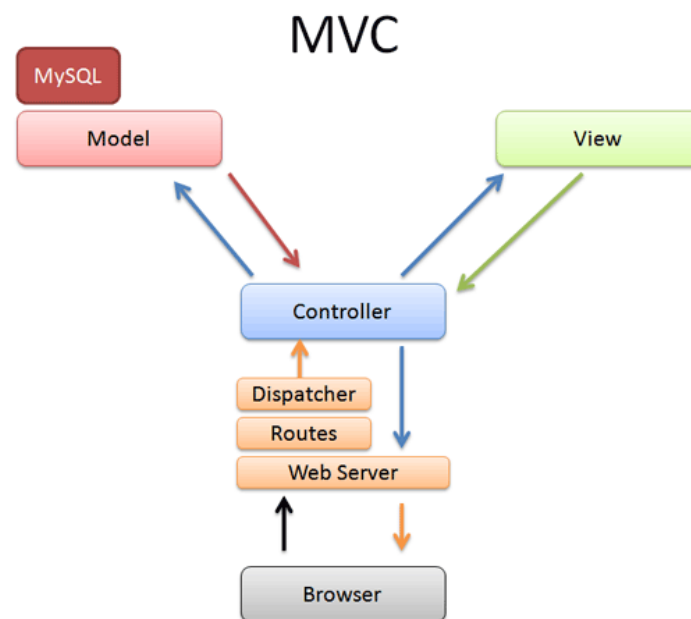 MVC
MySQL
Model
View
Controller
Dispatcher
Routes
Web Server
Browser